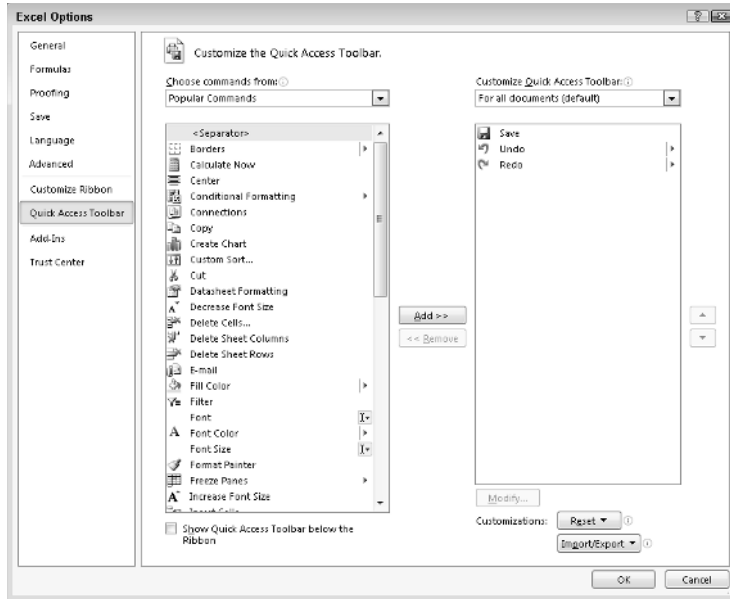 Excel Options
General
Formulas
Proofing
Save
Language
Advanced
Customize Ribbon
Quick Access Toolbar
Add-Ins
Trust Center
Customize the Quick Access Toolbar.
Choose commands from:
Popular Commands
<Separator>
Borders
Calculate Now
Center
Conditional Formatting
Connections
Copy
Create Chart
Custom Sort...
Cut
Datasheet Formatting
Decrease Font Size
Delete Cells...
Delete Sheet Columns
Delete Sheet Rows
E-mail
Fill Color
Filter
Font
Font Color
Font Size
Format Painter
Freeze Panes
Increase Font Size
Show Quick Access Toolbar below the
Ribbon
Add >>
<< Remove
Customize Quick Access Toolbar:
For all documents (default)
Save
Undo
Redo
Modify...
Customizations:
Reset
Import/Export
OK
Cancel